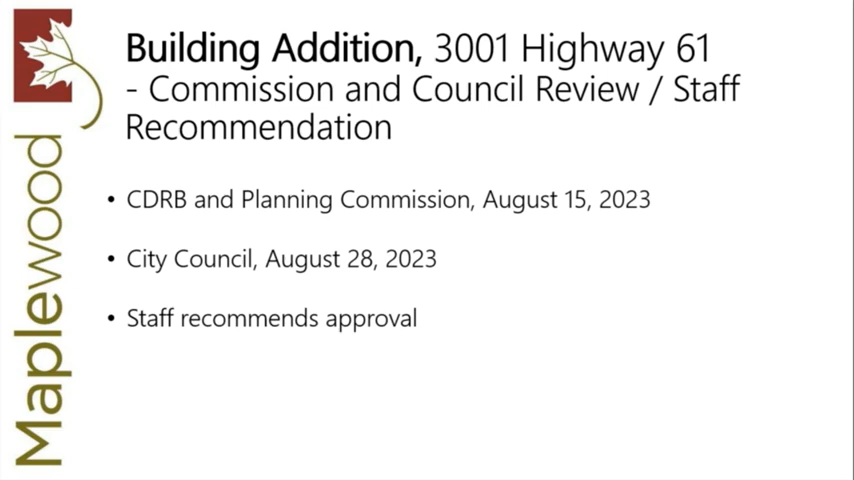 Maplewood
Building Addition, 3001 Highway 61
- Commission and Council Review / Staff
Recommendation
• CDRB and Planning Commission, August 15, 2023
• City Council, August 28, 2023
• Staff recommends approval